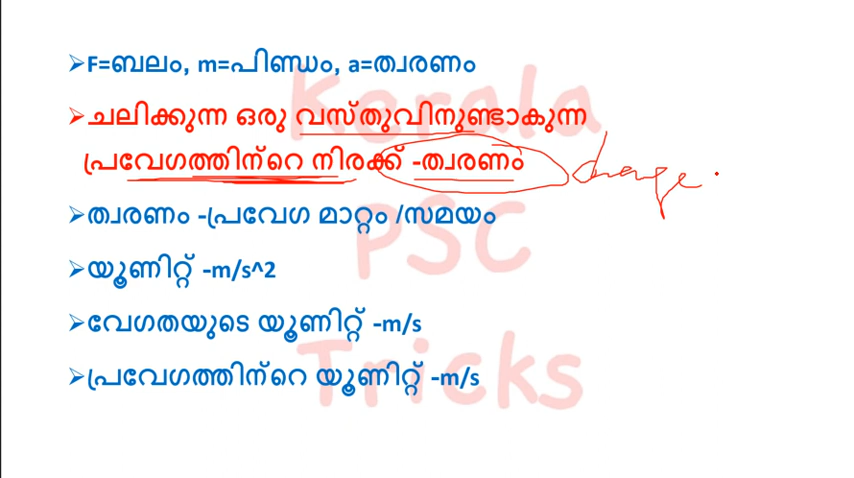 ➢F=ബലം, m=പിണ്ഡം, a=ത്വരണം
➢ചലിക്കുന്ന ഒരു വസ്തുവിനുണ്ടാകുന്ന
പ്രവേഗത്തിന്റെ നിരക്ക് -ത്വരണം change
➢ത്വരണം -പ്രവേഗ മാറ്റം /സമയം
➢യൂണിറ്റ് -m/s^2
➢വേഗതയുടെ യൂണിറ്റ് -m/s
➢പ്രവേഗത്തിന്റെ യൂണിറ്റ് -m/s
Kerala
PSC
Tricks